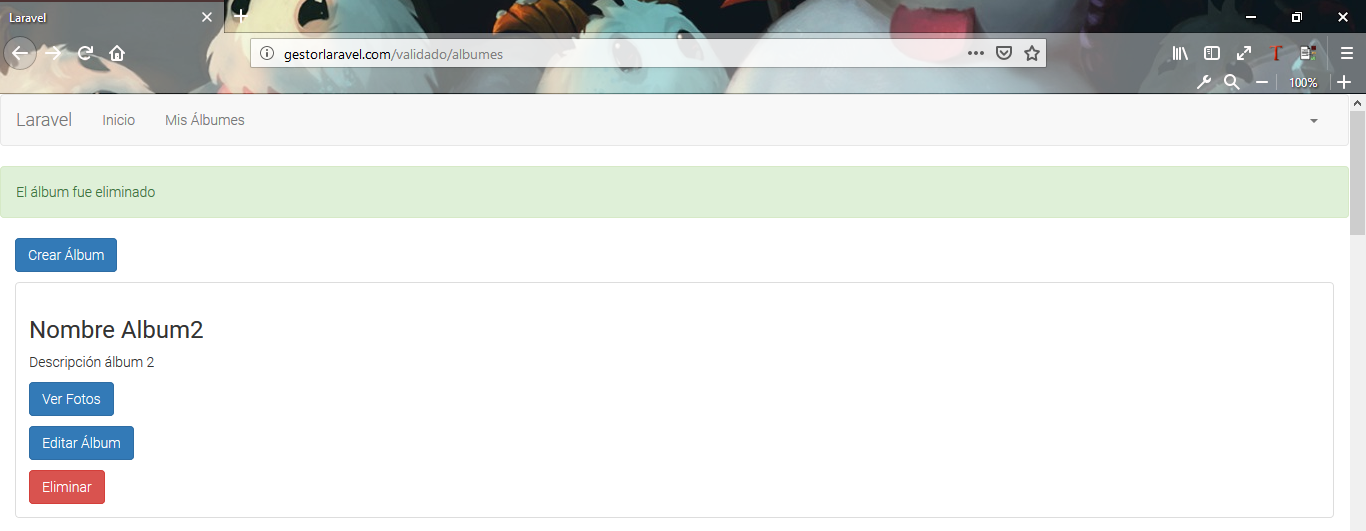 Laravel
gestorlaravel.com/validado/albumes
100%
Laravel Inicio Mis Álbumes
El álbum fue eliminado
Crear Álbum
Nombre Album2
Descripción álbum 2
Ver Fotos
Editar Álbum
Eliminar